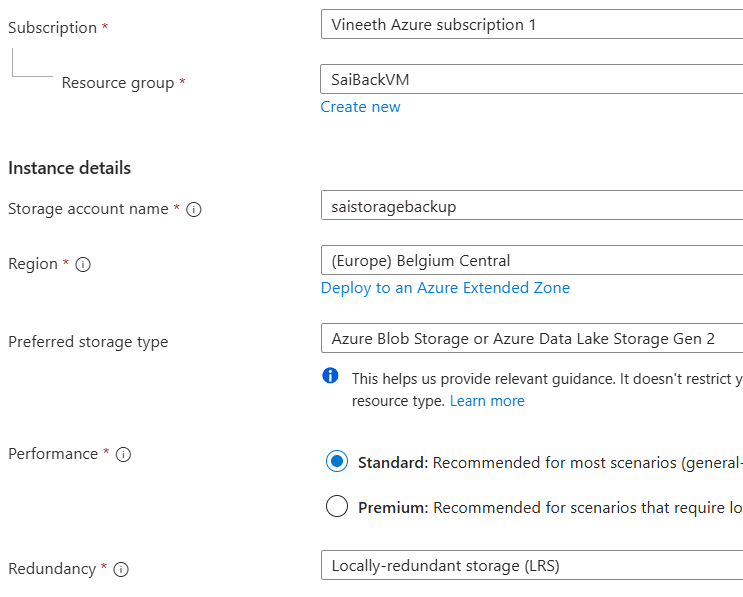 Subscription *
Vineeth Azure subscription 1
Resource group *
SaiBackVM
Create new
Instance details
Storage account name *
saistoragebackup
Region *
(Europe) Belgium Central
Deploy to an Azure Extended Zone
Preferred storage type
Azure Blob Storage or Azure Data Lake Storage Gen 2
This helps us provide relevant guidance. It doesn't restrict y
resource type. Learn more
Performance *
Standard: Recommended for most scenarios (general-
Premium: Recommended for scenarios that require lo
Redundancy *
Locally-redundant storage (LRS)